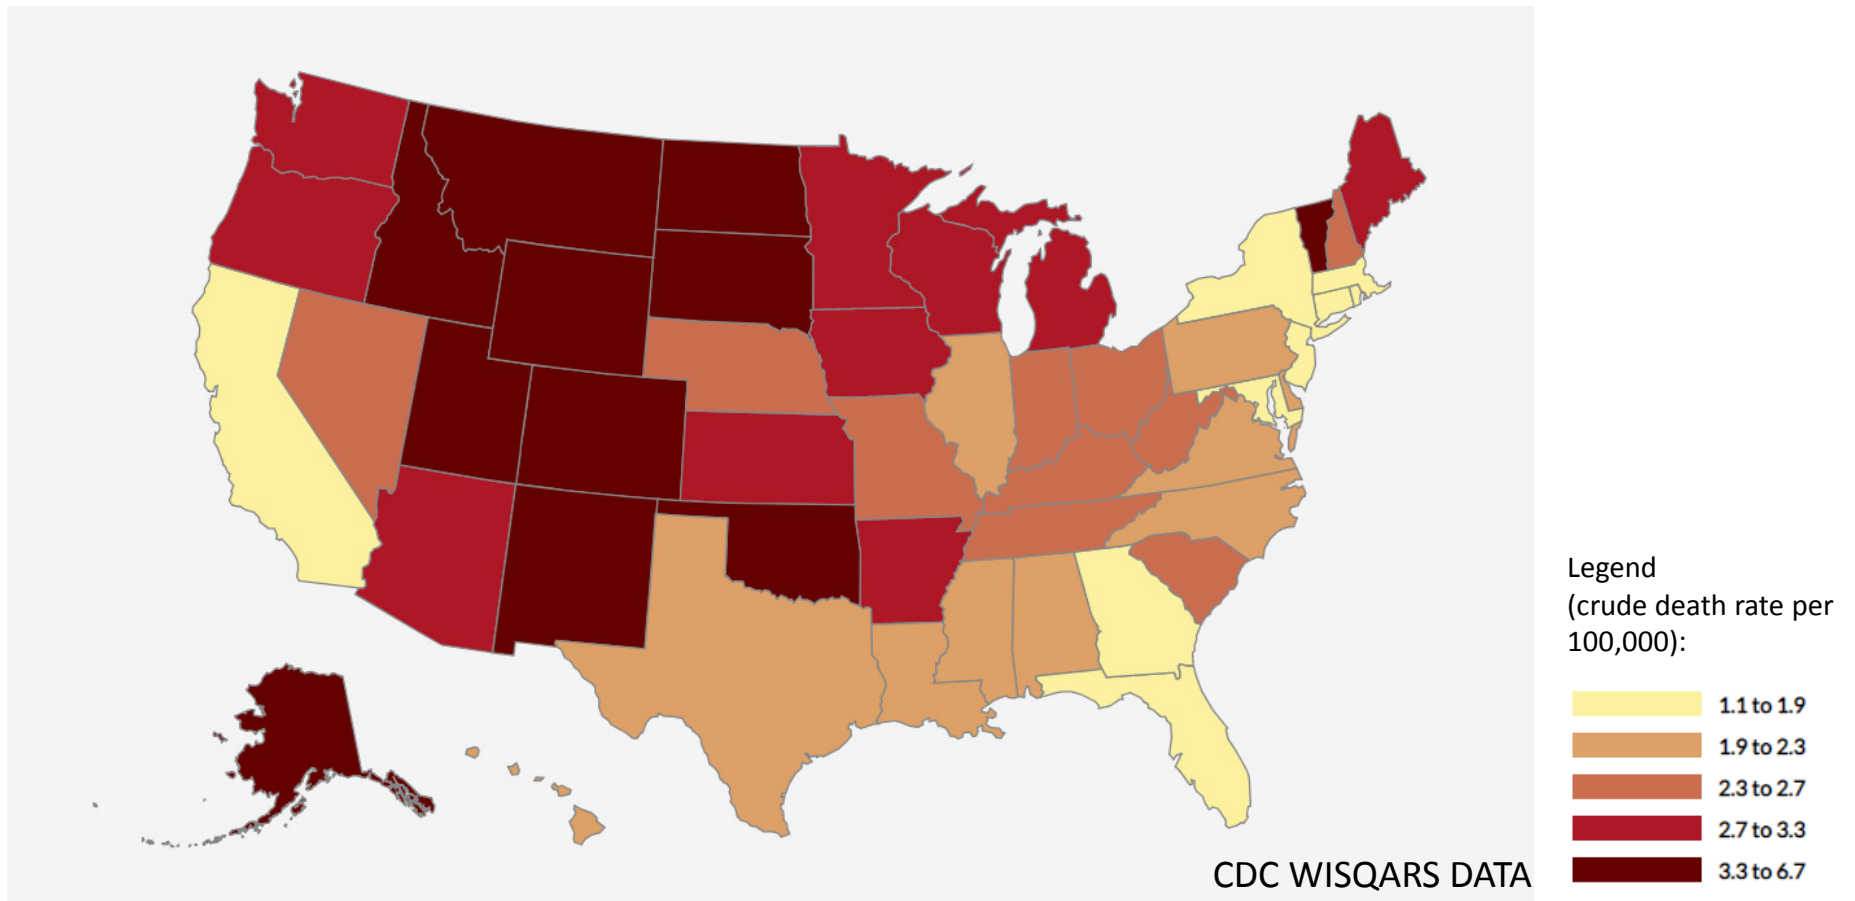 CDC WISQARS DATA
Legend
(crude death rate per
100,000):
1.1 to 1.9
1.9 to 2.3
2.3 to 2.7
2.7 to 3.3
3.3 to 6.7